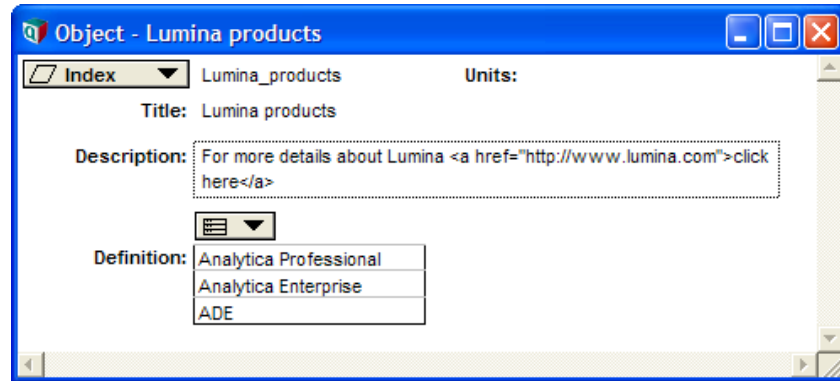 Object - Lumina products
Index Lumina_products Units:
Title: Lumina products
Description: For more details about Lumina <a href="http://www.lumina.com">click
here</a>
Definition: Analytica Professional
Analytica Enterprise
ADE